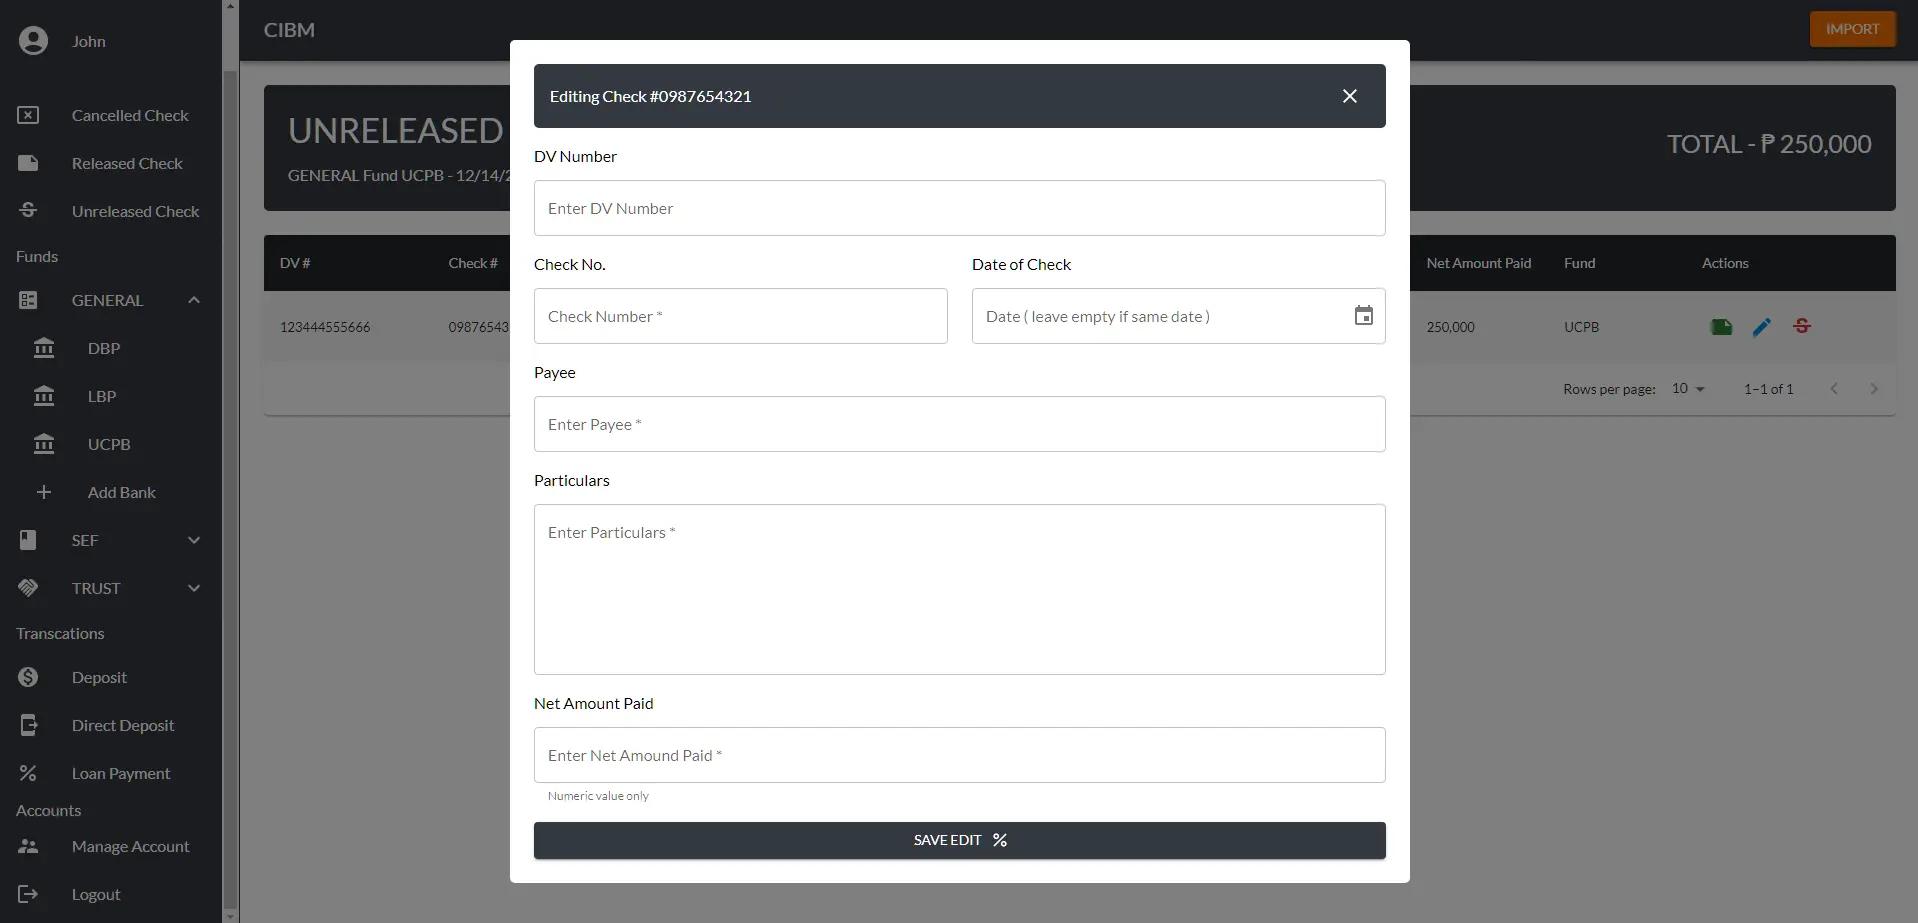 John
Cancelled Check
Released Check
Unreleased Check
Funds
GENERAL
DBP
LBP
UCPB
Add Bank
SEF
TRUST
Transcations
Deposit
Direct Deposit
Loan Payment
Accounts
Manage Account
Logout
CIBM
IMPORT
UNRELEASED
GENERAL Fund UCPB - 12/14/2
TOTAL - ₱ 250,000
DV # Check # Net Amount Paid Fund Actions
123444555666 09876543 250,000 UCPB
Rows per page: 10 1–1 of 1
Editing Check #0987654321
DV Number
Enter DV Number
Check No. Date of Check
Check Number * Date ( leave empty if same date )
Payee
Enter Payee *
Particulars
Enter Particulars *
Net Amount Paid
Enter Net Amound Paid *
Numeric value only
SAVE EDIT